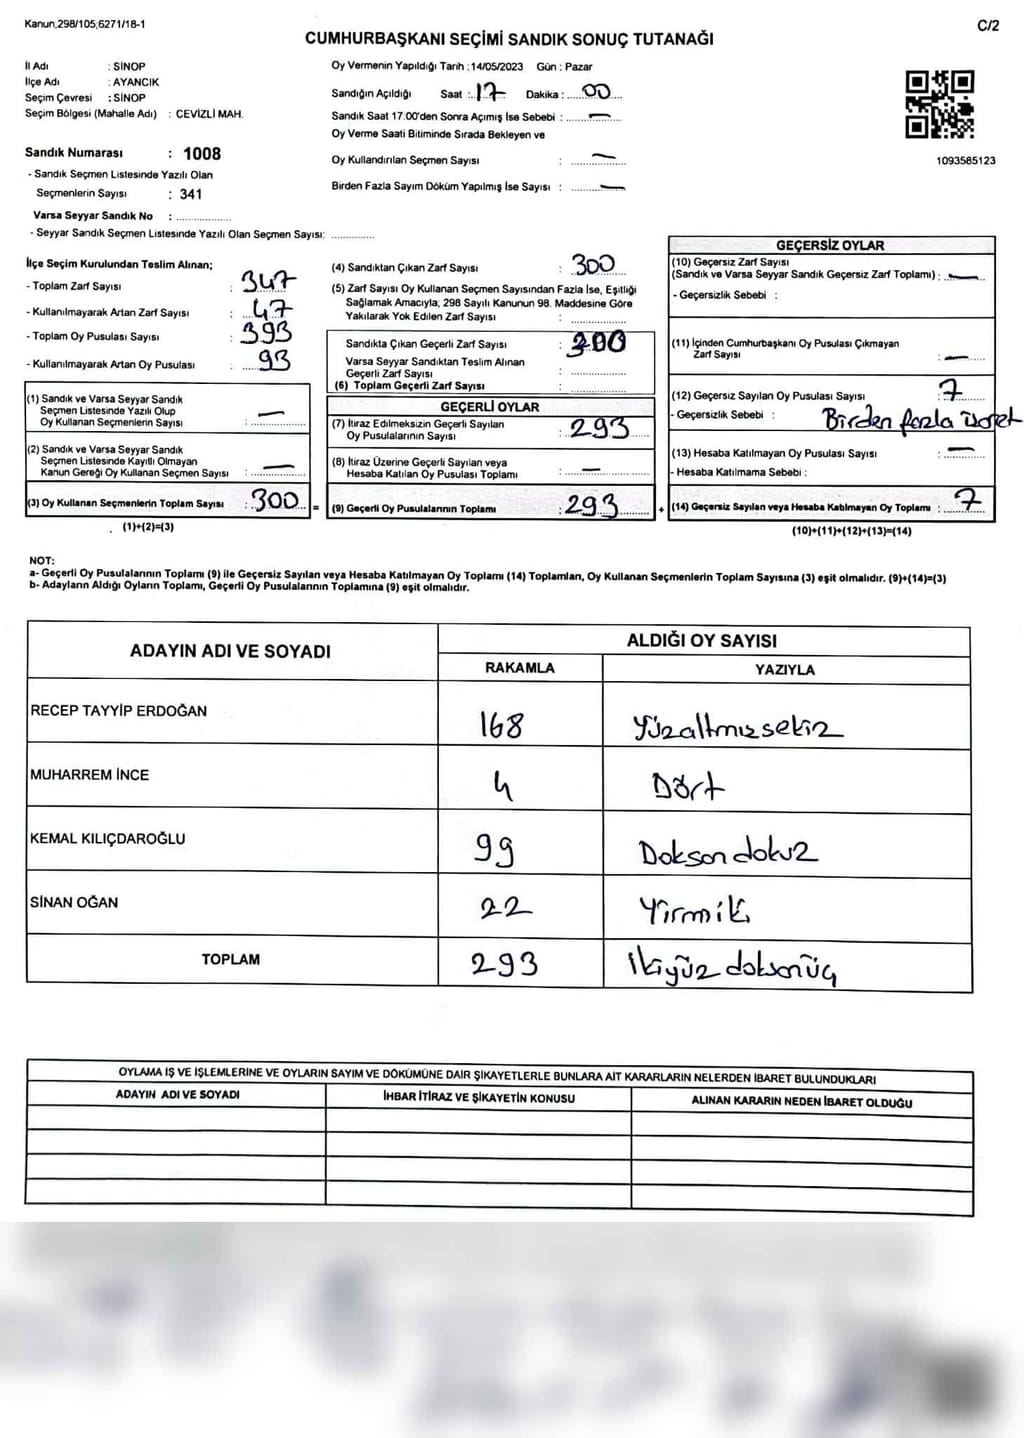 Kanun,298/105,6271/18-1
C/2
CUMHURBAŞKANI SEÇİMİ SANDIK SONUÇ TUTANAĞI
İl Adı : SİNOP
İlçe Adı : AYANCIK
Seçim Çevresi : SİNOP
Seçim Bölgesi (Mahalle Adı) : CEVİZLİ MAH.
Sandık Numarası : 1008
- Sandık Seçmen Listesinde Yazılı Olan
Seçmenlerin Sayısı : 341
Varsa Seyyar Sandık No : ..................
- Seyyar Sandık Seçmen Listesinde Yazılı Olan Seçmen Sayısı: ..............
Oy Vermenin Yapıldığı Tarih :14/05/2023 Gün : Pazar
Sandığın Açıldığı Saat : 17 Dakika : 00
Sandık Saat 17:00'den Sonra Açımış İse Sebebi : —
Oy Verme Saati Bitiminde Sırada Bekleyen ve
Oy Kullandırılan Seçmen Sayısı : —
Birden Fazla Sayım Döküm Yapılmış İse Sayısı : —
1093585123
İlçe Seçim Kurulundan Teslim Alınan;
- Toplam Zarf Sayısı : 347
- Kullanılmayarak Artan Zarf Sayısı : 47
- Toplam Oy Pusulası Sayısı : 393
- Kullanılmayarak Artan Oy Pusulası : 93
(1) Sandık ve Varsa Seyyar Sandık
Seçmen Listesinde Yazılı Olup
Oy Kullanan Seçmenlerin Sayısı : —
(2) Sandık ve Varsa Seyyar Sandık
Seçmen Listesinde Kayıtlı Olmayan
Kanun Gereği Oy Kullanan Seçmen Sayısı : —
(3) Oy Kullanan Seçmenlerin Toplam Sayısı : 300 =
(1)+(2)=(3)
(4) Sandıktan Çıkan Zarf Sayısı : 300
(5) Zarf Sayısı Oy Kullanan Seçmen Sayısından Fazla İse, Eşitliği
Sağlamak Amacıyla, 298 Sayılı Kanunun 98. Maddesine Göre
Yakılarak Yok Edilen Zarf Sayısı :
Sandıkta Çıkan Geçerli Zarf Sayısı : 300
Varsa Seyyar Sandıktan Teslim Alınan
Geçerli Zarf Sayısı :
(6) Toplam Geçerli Zarf Sayısı :
GEÇERLİ OYLAR
(7) İtiraz Edilmeksizin Geçerli Sayılan
Oy Pusulalarının Sayısı : 293
(8) İtiraz Üzerine Geçerli Sayılan veya
Hesaba Katılan Oy Pusulası Toplamı : —
(9) Geçerli Oy Pusulalarının Toplamı : 293 +
GEÇERSİZ OYLAR
(10) Geçersiz Zarf Sayısı
(Sandık ve Varsa Seyyar Sandık Geçersiz Zarf Toplamı) : —
- Geçersizlik Sebebi :
(11) İçinden Cumhurbaşkanı Oy Pusulası Çıkmayan
Zarf Sayısı : —
(12) Geçersiz Sayılan Oy Pusulası Sayısı : 7
- Geçersizlik Sebebi : Birden fazla
(13) Hesaba Katılmayan Oy Pusulası Sayısı : —
- Hesaba Katılmama Sebebi :
(14) Geçersiz Sayılan veya Hesaba Katılmayan Oy Toplamı : 7
(10)+(11)+(12)+(13)=(14)
NOT:
a- Geçerli Oy Pusulalarının Toplamı (9) ile Geçersiz Sayılan veya Hesaba Katılmayan Oy Toplamı (14) Toplamları, Oy Kullanan Seçmenlerin Toplam Sayısına (3) eşit olmalıdır. (9)+(14)=(3)
b- Adayların Aldığı Oyların Toplamı, Geçerli Oy Pusulalarının Toplamına (9) eşit olmalıdır.
ADAYIN ADI VE SOYADI
ALDIĞI OY SAYISI
RAKAMLA YAZIYLA
RECEP TAYYİP ERDOĞAN 168 Yüzaltmışsekiz
MUHARREM İNCE 4 Dört
KEMAL KILIÇDAROĞLU 99 Doksan dokuz
SİNAN OĞAN 22 Yirmiki
TOPLAM 293 İkiyüz doksanüç
OYLAMA İŞ VE İŞLEMLERİNE VE OYLARIN SAYIM VE DÖKÜMÜNE DAİR ŞİKAYETLERLE BUNLARA AİT KARARLARIN NELERDEN İBARET BULUNDUKLARI
ADAYIN ADI VE SOYADI İHBAR İTİRAZ VE ŞİKAYETİN KONUSU ALINAN KARARIN NEDEN İBARET OLDUĞU